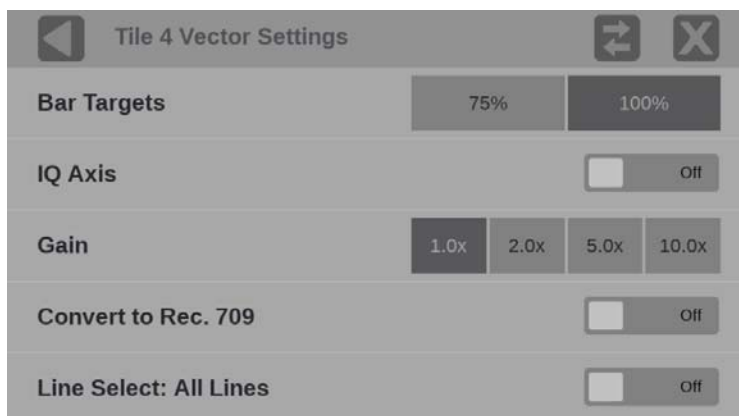 Tile 4 Vector Settings
Bar Targets 75% 100%
IQ Axis Off
Gain 1.0x 2.0x 5.0x 10.0x
Convert to Rec. 709 Off
Line Select: All Lines Off